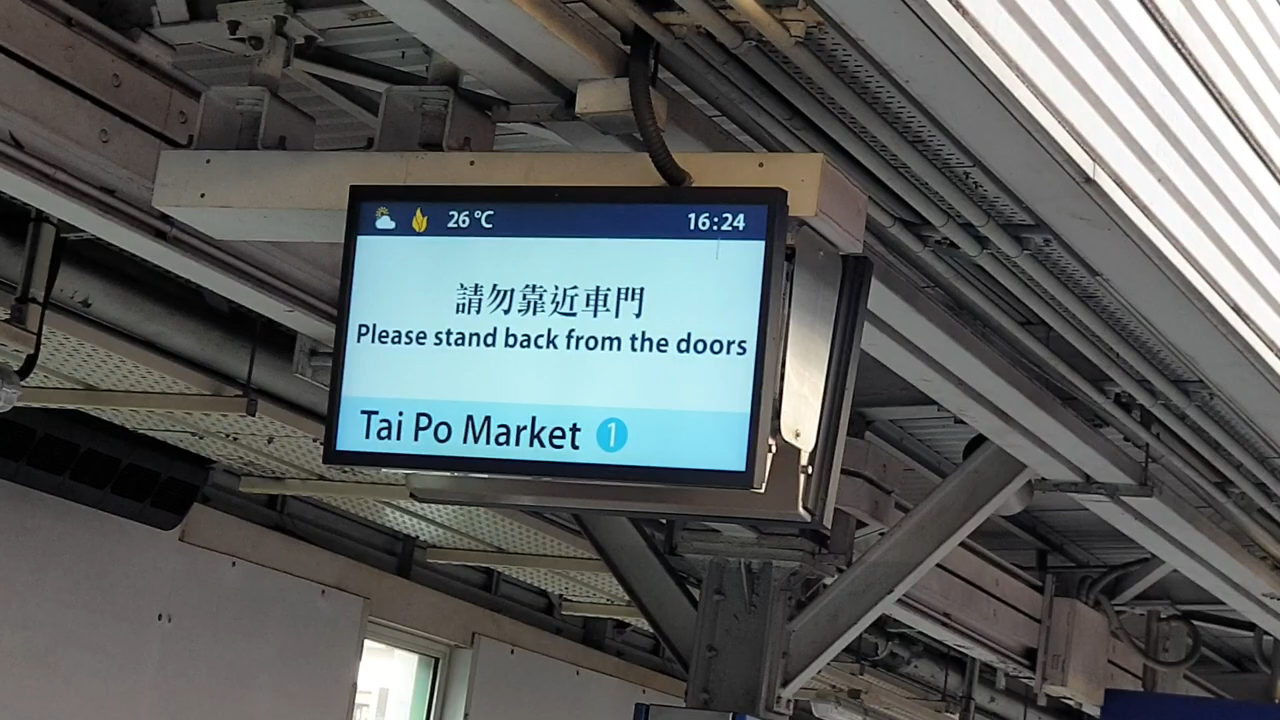 26 °C 16:24
請勿靠近車門
Please stand back from the doors
Tai Po Market 1